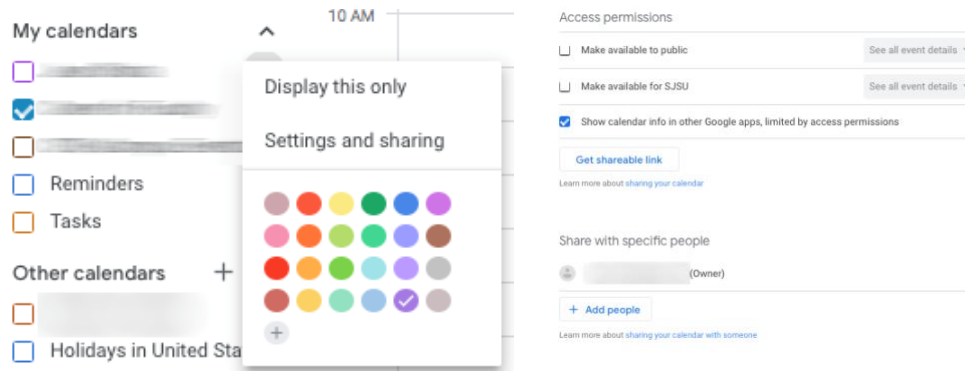 10 AM
My calendars
Display this only
Settings and sharing
Reminders
Tasks
Other calendars
Holidays in United Sta
Access permissions
Make available to public
See all event details
Make available for SJSU
See all event details
Show calendar info in other Google apps, limited by access permissions
Get shareable link
Learn more about sharing your calendar
Share with specific people
(Owner)
+ Add people
Learn more about sharing your calendar with someone